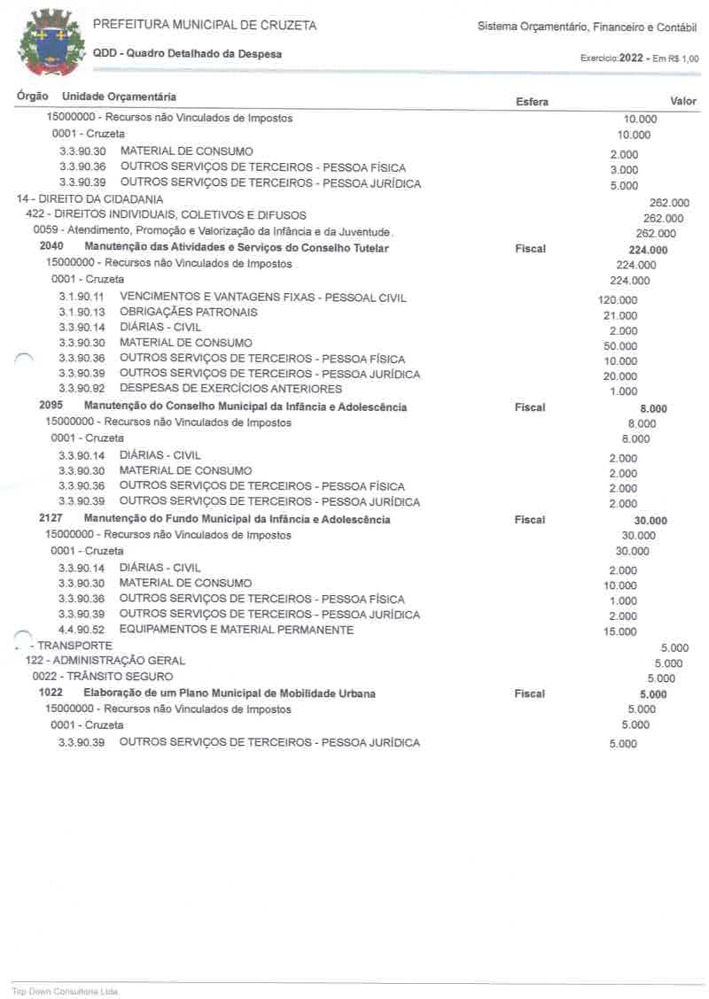 PREFEITURA MUNICIPAL DE CRUZETA
Sistema Orçamentário, Financeiro e Contábil
QDD - Quadro Detalhado da Despesa
Exercício:2022 - Em R$ 1,00
Órgão Unidade Orçamentária Esfera Valor
15000000 - Recursos não Vinculados de Impostos 10.000
0001 - Cruzeta 10.000
3.3.90.30 MATERIAL DE CONSUMO 2.000
3.3.90.36 OUTROS SERVIÇOS DE TERCEIROS - PESSOA FÍSICA 3.000
3.3.90.39 OUTROS SERVIÇOS DE TERCEIROS - PESSOA JURÍDICA 5.000
14 - DIREITO DA CIDADANIA 262.000
422 - DIREITOS INDIVIDUAIS, COLETIVOS E DIFUSOS 262.000
0059 - Atendimento, Promoção e Valorização da Infância e da Juventude. 262.000
2040 Manutenção das Atividades e Serviços do Conselho Tutelar Fiscal 224.000
15000000 - Recursos não Vinculados de Impostos 224.000
0001 - Cruzeta 224.000
3.1.90.11 VENCIMENTOS E VANTAGENS FIXAS - PESSOAL CIVIL 120.000
3.1.90.13 OBRIGAÇÃES PATRONAIS 21.000
3.3.90.14 DIÁRIAS - CIVIL 2.000
3.3.90.30 MATERIAL DE CONSUMO 50.000
3.3.90.36 OUTROS SERVIÇOS DE TERCEIROS - PESSOA FÍSICA 10.000
3.3.90.39 OUTROS SERVIÇOS DE TERCEIROS - PESSOA JURÍDICA 20.000
3.3.90.92 DESPESAS DE EXERCÍCIOS ANTERIORES 1.000
2095 Manutenção do Conselho Municipal da Infância e Adolescência Fiscal 8.000
15000000 - Recursos não Vinculados de Impostos 8.000
0001 - Cruzeta 8.000
3.3.90.14 DIÁRIAS - CIVIL 2.000
3.3.90.30 MATERIAL DE CONSUMO 2.000
3.3.90.36 OUTROS SERVIÇOS DE TERCEIROS - PESSOA FÍSICA 2.000
3.3.90.39 OUTROS SERVIÇOS DE TERCEIROS - PESSOA JURÍDICA 2.000
2127 Manutenção do Fundo Municipal da Infância e Adolescência Fiscal 30.000
15000000 - Recursos não Vinculados de Impostos 30.000
0001 - Cruzeta 30.000
3.3.90.14 DIÁRIAS - CIVIL 2.000
3.3.90.30 MATERIAL DE CONSUMO 10.000
3.3.90.36 OUTROS SERVIÇOS DE TERCEIROS - PESSOA FÍSICA 1.000
3.3.90.39 OUTROS SERVIÇOS DE TERCEIROS - PESSOA JURÍDICA 2.000
4.4.90.52 EQUIPAMENTOS E MATERIAL PERMANENTE 15.000
- TRANSPORTE 5.000
122 - ADMINISTRAÇÃO GERAL 5.000
0022 - TRÂNSITO SEGURO 5.000
1022 Elaboração de um Plano Municipal de Mobilidade Urbana Fiscal 5.000
15000000 - Recursos não Vinculados de Impostos 5.000
0001 - Cruzeta 5.000
3.3.90.39 OUTROS SERVIÇOS DE TERCEIROS - PESSOA JURÍDICA 5.000
Top Down Consultoria Ltda.